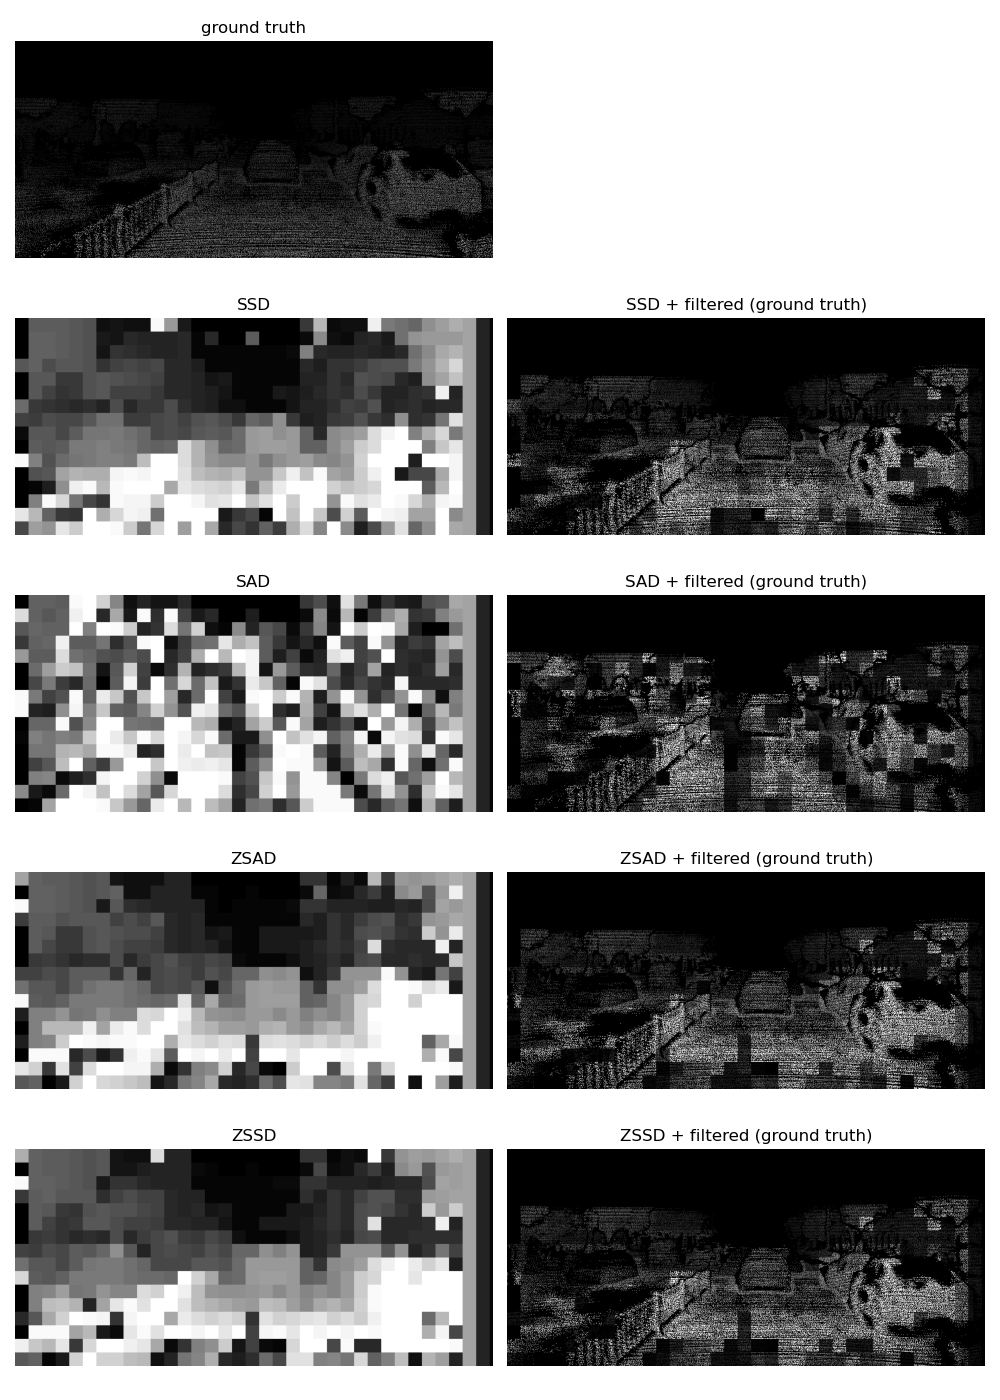 ground truth
SSD
SSD + filtered (ground truth)
SAD
SAD + filtered (ground truth)
ZSAD
ZSAD + filtered (ground truth)
ZSSD
ZSSD + filtered (ground truth)